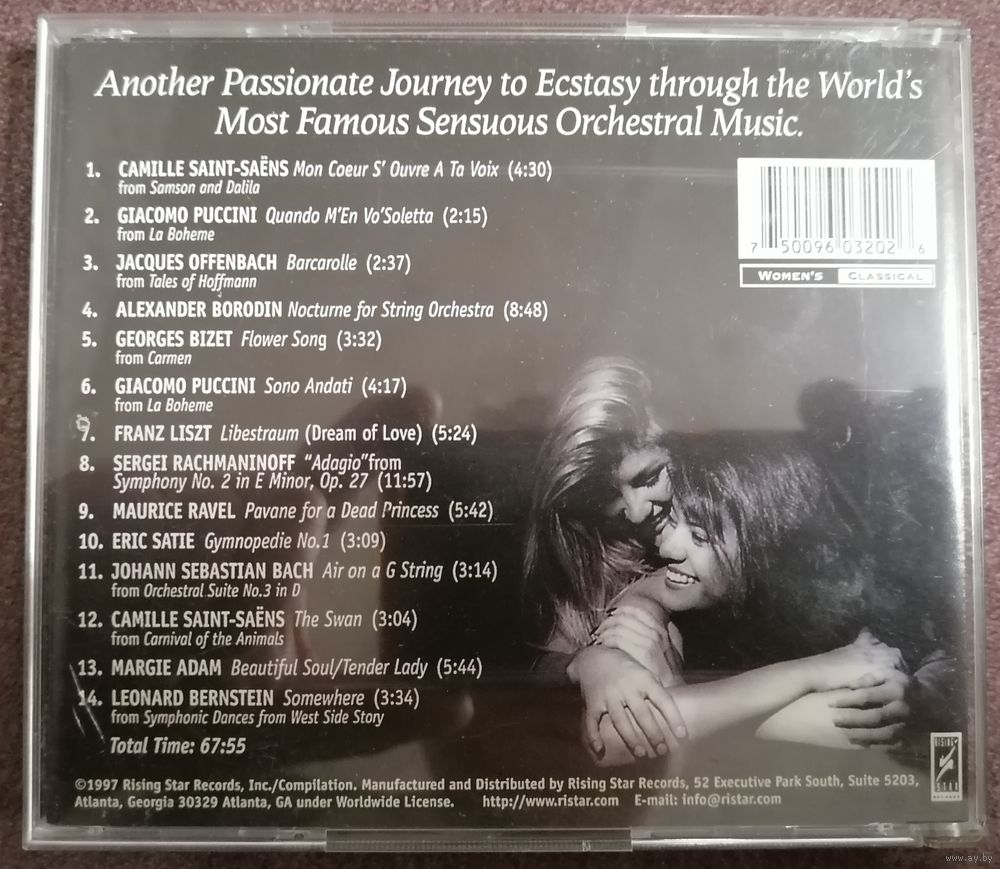 Another Passionate Journey to Ecstasy through the World's
Most Famous Sensuous Orchestral Music.
1. CAMILLE SAINT-SAËNS Mon Coeur S' Ouvre A Ta Voix (4:30)
from Samson and Dalila
2. GIACOMO PUCCINI Quando M'En Vo'Soletta (2:15)
from La Boheme
3. JACQUES OFFENBACH Barcarolle (2:37)
from Tales of Hoffmann
4. ALEXANDER BORODIN Nocturne for String Orchestra (8:48)
5. GEORGES BIZET Flower Song (3:32)
from Carmen
6. GIACOMO PUCCINI Sono Andati (4:17)
from La Boheme
7. FRANZ LISZT Libestraum (Dream of Love) (5:24)
8. SERGEI RACHMANINOFF "Adagio"from
Symphony No. 2 in E Minor, Op. 27 (11:57)
9. MAURICE RAVEL Pavane for a Dead Princess (5:42)
10. ERIC SATIE Gymnopedie No.1 (3:09)
11. JOHANN SEBASTIAN BACH Air on a G String (3:14)
from Orchestral Suite No.3 in D
12. CAMILLE SAINT-SAËNS The Swan (3:04)
from Carnival of the Animals
13. MARGIE ADAM Beautiful Soul/Tender Lady (5:44)
14. LEONARD BERNSTEIN Somewhere (3:34)
from Symphonic Dances from West Side Story
Total Time: 67:55
7 50096 03202 6
WOMEN'S CLASSICAL
RISING
STAR
RECORDS
©1997 Rising Star Records, Inc./Compilation. Manufactured and Distributed by Rising Star Records, 52 Executive Park South, Suite 5203,
Atlanta, Georgia 30329 Atlanta, GA under Worldwide License. http://www.ristar.com E-mail: info@ristar.com
www.ay.by